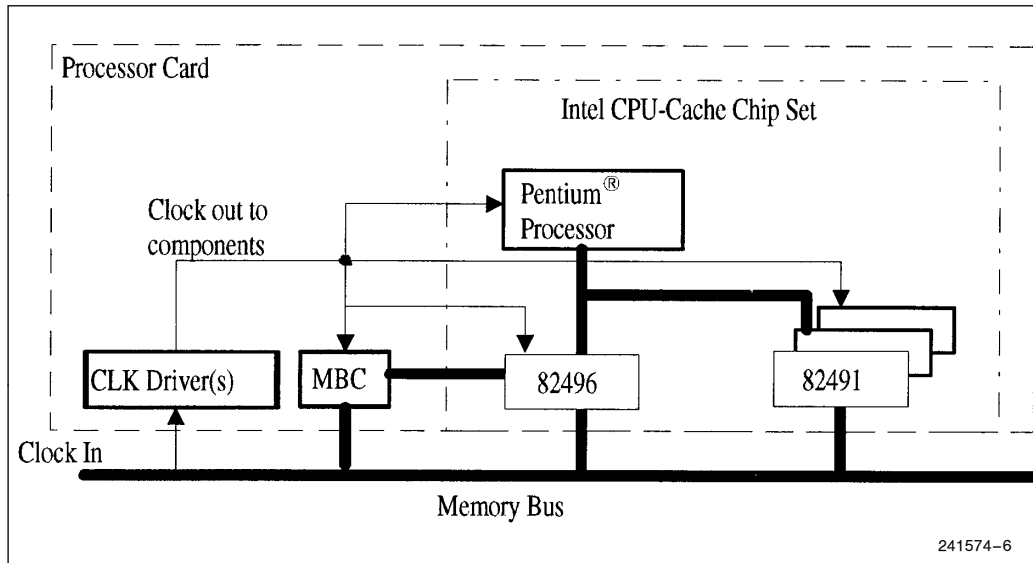 Processor Card
Intel CPU-Cache Chip Set
Pentium®
Processor
Clock out to
components
CLK Driver(s)
MBC
82496
82491
Clock In
Memory Bus
241574-6